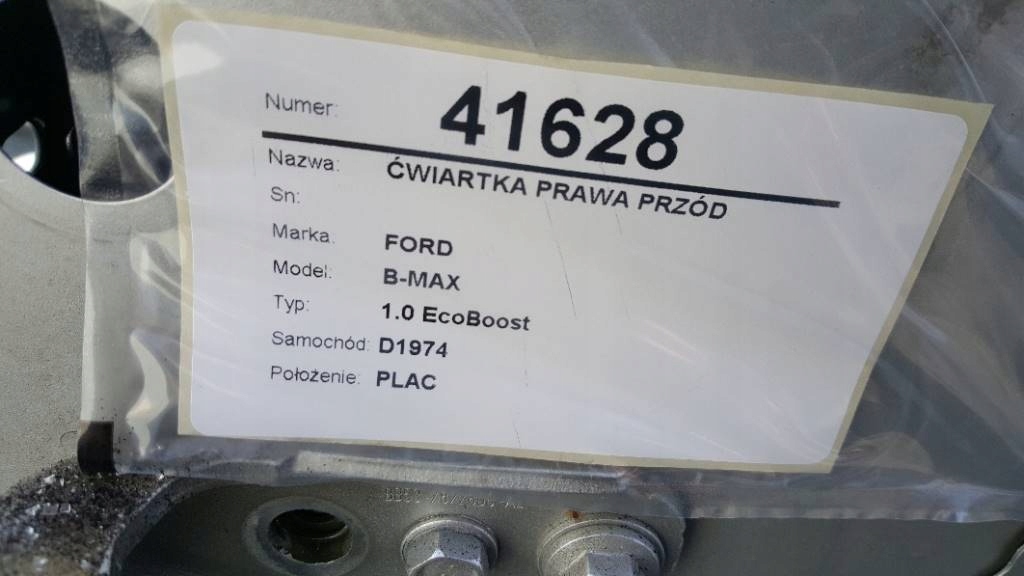 Numer: 41628
Nazwa: ĆWIARTKA PRAWA PRZÓD
Sn:
Marka: FORD
Model: B-MAX
Typ: 1.0 EcoBoost
Samochód: D1974
Położenie: PLAC